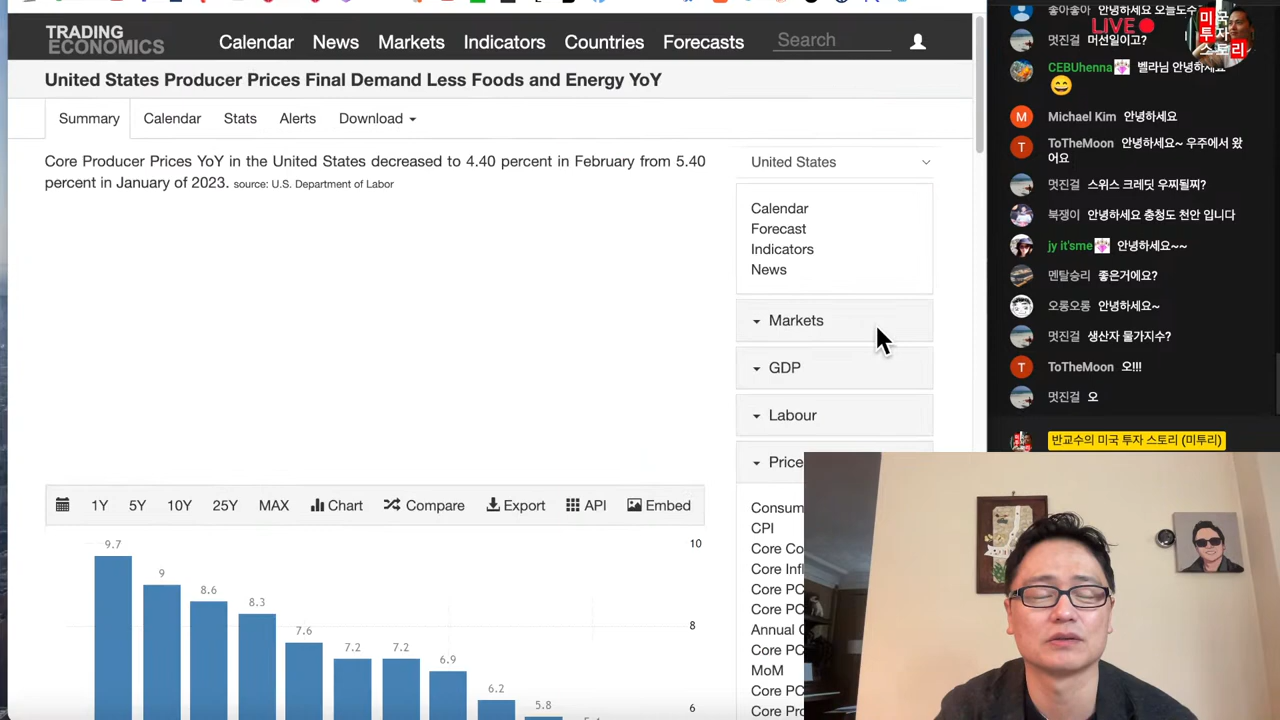 TRADING
ECONOMICS
Calendar News Markets Indicators Countries Forecasts Search
United States Producer Prices Final Demand Less Foods and Energy YoY
Summary Calendar Stats Alerts Download
Core Producer Prices YoY in the United States decreased to 4.40 percent in February from 5.40
percent in January of 2023. source: U.S. Department of Labor
United States
Calendar
Forecast
Indicators
News
Markets
GDP
Labour
Price
Consum
CPI
Core Co
Core Infl
Core PC
Core PC
Annual C
Core PC
MoM
Core PC
Core Pro
1Y 5Y 10Y 25Y MAX Chart Compare Export API Embed
9.7
9
8.6
8.3
7.6
7.2
7.2
6.9
6.2
5.8
10
8
6
좋아좋아 안녕하세요 오늘도수
LIVE
미국
투자
스토리
멋진걸 머선일이고?
CEBUhenna 벨라님 안녕하세요
Michael Kim 안녕하세요
ToTheMoon 안녕하세요~ 우주에서 왔
어요
멋진걸 스위스 크레딧 우찌될찌?
북쟁이 안녕하세요 충청도 천안 입니다
jy it'sme 안녕하세요~~
멘탈승리 좋은거에요?
오롱오롱 안녕하세요~
멋진걸 생산자 물가지수?
ToTheMoon 오!!!
멋진걸 오
반교수의 미국 투자 스토리 (미투리)